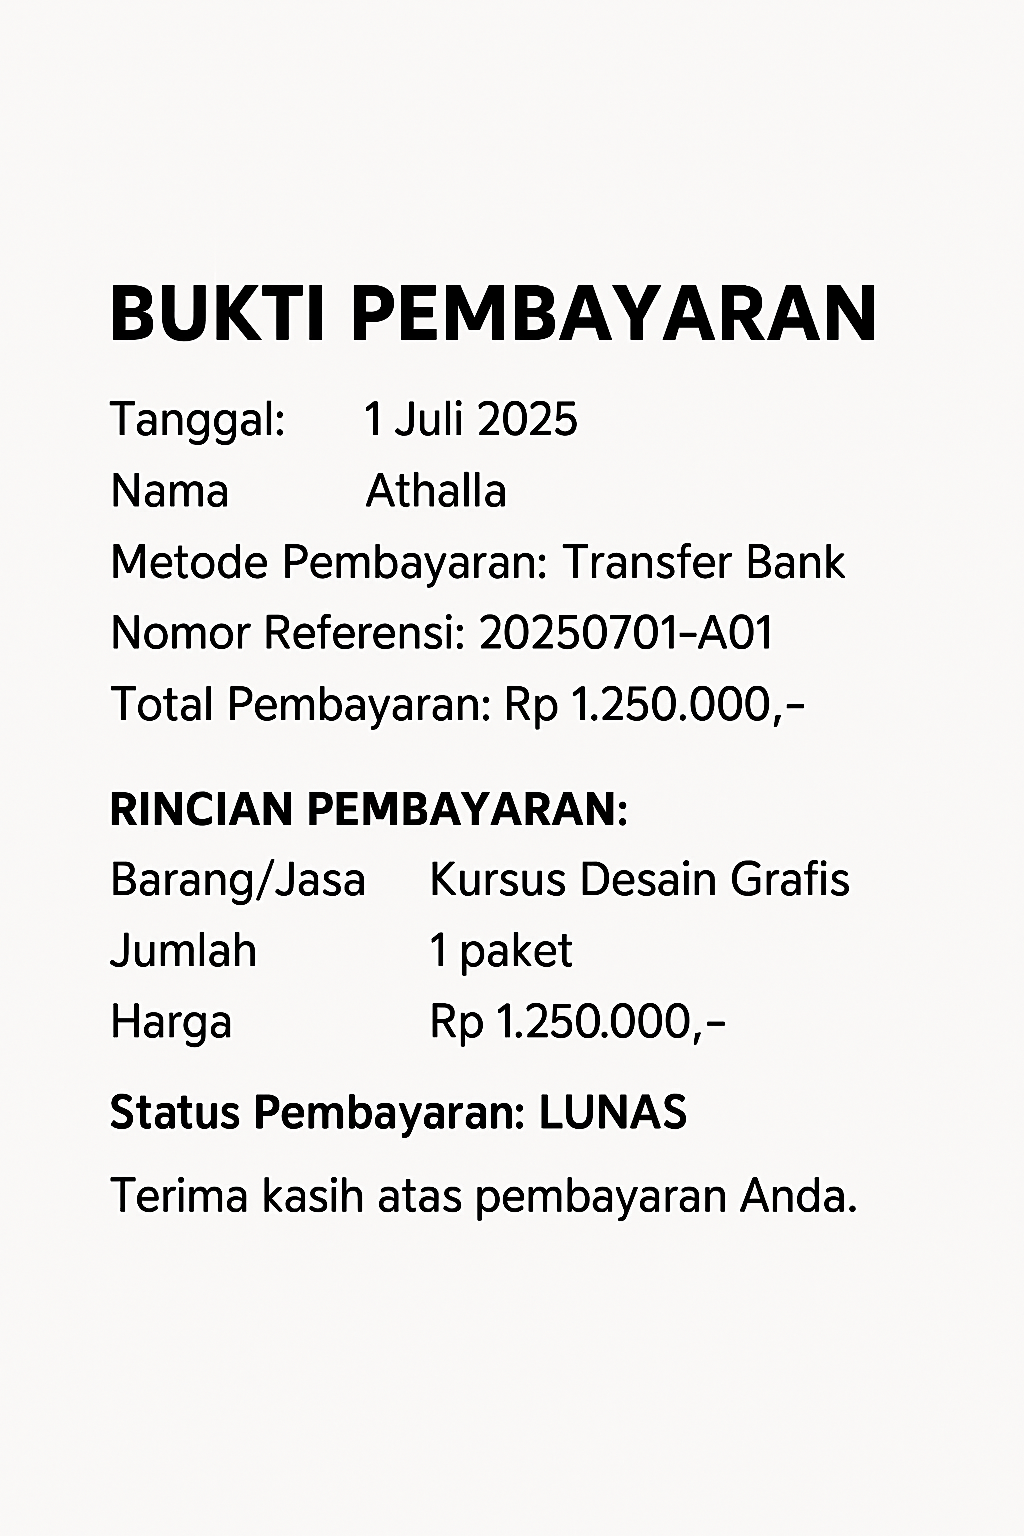 BUKTI PEMBAYARAN
Tanggal: 1 Juli 2025
Nama Athalla
Metode Pembayaran: Transfer Bank
Nomor Referensi: 20250701-A01
Total Pembayaran: Rp 1.250.000,-
RINCIAN PEMBAYARAN:
Barang/Jasa Kursus Desain Grafis
Jumlah 1 paket
Harga Rp 1.250.000,-
Status Pembayaran: LUNAS
Terima kasih atas pembayaran Anda.